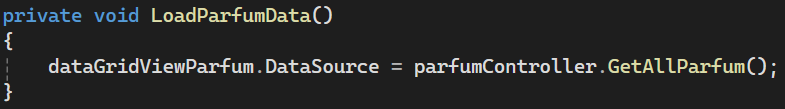 private void LoadParfumData()
{
    dataGridViewParfum.DataSource = parfumController.GetAllParfum();
}